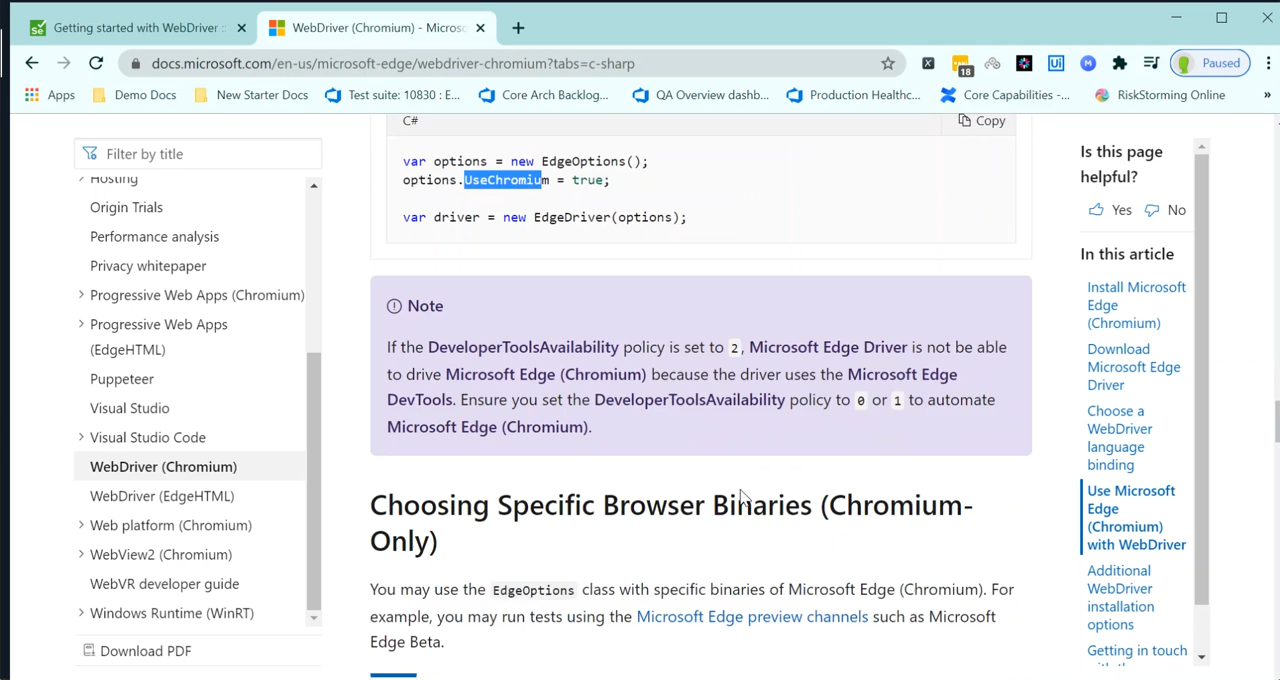 Getting started with WebDriver ::
WebDriver (Chromium) - Microso
docs.microsoft.com/en-us/microsoft-edge/webdriver-chromium?tabs=c-sharp
18
Ui
M
Paused
Apps
Demo Docs
New Starter Docs
Test suite: 10830 : E...
Core Arch Backlog...
QA Overview dashb...
Production Healthc...
Core Capabilities -...
RiskStorming Online
»
Filter by title
Hosting
Origin Trials
Performance analysis
Privacy whitepaper
Progressive Web Apps (Chromium)
Progressive Web Apps
(EdgeHTML)
Puppeteer
Visual Studio
Visual Studio Code
WebDriver (Chromium)
WebDriver (EdgeHTML)
Web platform (Chromium)
WebView2 (Chromium)
WebVR developer guide
Windows Runtime (WinRT)
Download PDF
C#
Copy
var options = new EdgeOptions();
options.UseChromium = true;
var driver = new EdgeDriver(options);
Note
If the DeveloperToolsAvailability policy is set to 2, Microsoft Edge Driver is not be able
to drive Microsoft Edge (Chromium) because the driver uses the Microsoft Edge
DevTools. Ensure you set the DeveloperToolsAvailability policy to 0 or 1 to automate
Microsoft Edge (Chromium).
Choosing Specific Browser Binaries (Chromium-
Only)
You may use the EdgeOptions class with specific binaries of Microsoft Edge (Chromium). For
example, you may run tests using the Microsoft Edge preview channels such as Microsoft
Edge Beta.
Is this page
helpful?
Yes
No
In this article
Install Microsoft
Edge
(Chromium)
Download
Microsoft Edge
Driver
Choose a
WebDriver
language
binding
Use Microsoft
Edge
(Chromium)
with WebDriver
Additional
WebDriver
installation
options
Getting in touch